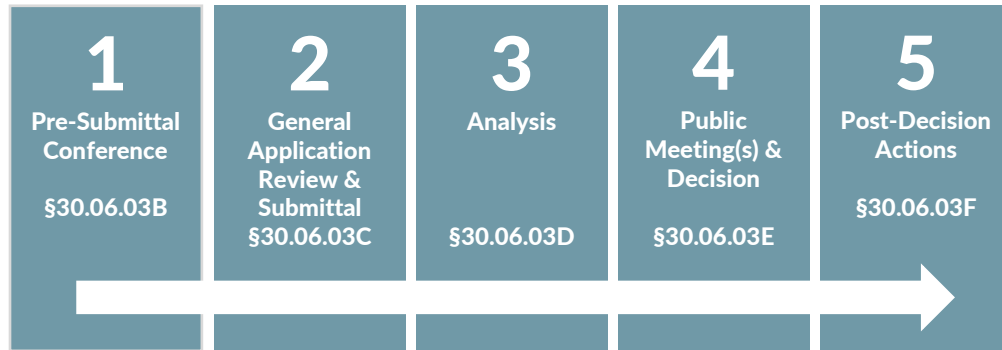 1
Pre-Submittal
Conference
§30.06.03B
2
General
Application
Review &
Submittal
§30.06.03C
3
Analysis
§30.06.03D
4
Public
Meeting(s) &
Decision
§30.06.03E
5
Post-Decision
Actions
§30.06.03F